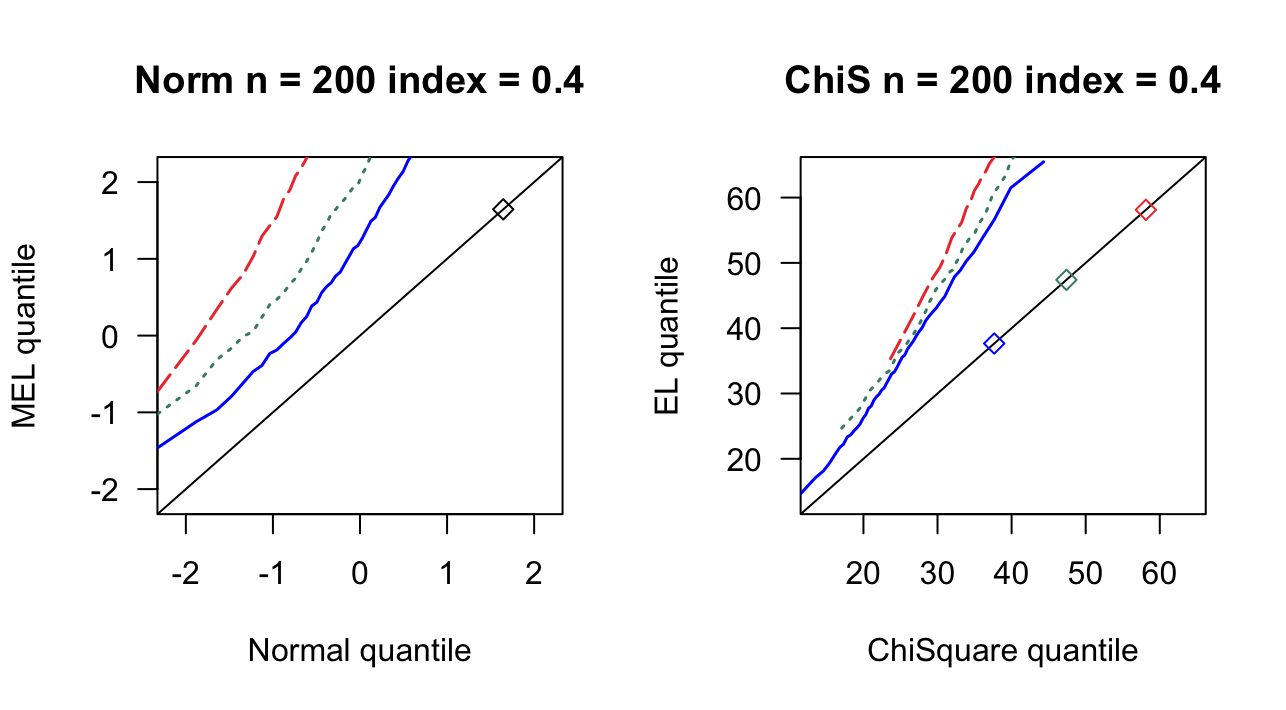 Norm n = 200 index = 0.4
MEL quantile
2
1
0
-1
-2
-2 -1 0 1 2
Normal quantile
ChiS n = 200 index = 0.4
EL quantile
60
50
40
30
20
20 30 40 50 60
ChiSquare quantile